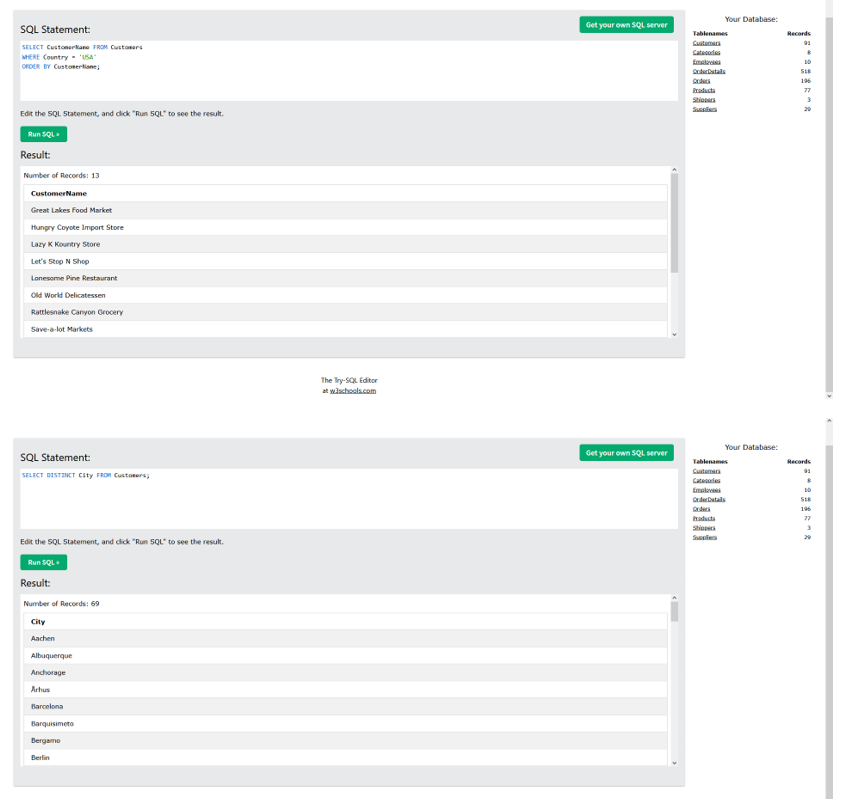 Get your own SQL server
SQL Statement:
SELECT CustomerName FROM Customers
WHERE Country = 'USA'
ORDER BY CustomerName;
Edit the SQL Statement, and click "Run SQL" to see the result.
Run SQL »
Result:
Number of Records: 13
CustomerName
Great Lakes Food Market
Hungry Coyote Import Store
Lazy K Kountry Store
Let's Stop N Shop
Lonesome Pine Restaurant
Old World Delicatessen
Rattlesnake Canyon Grocery
Save-a-lot Markets
Your Database:
Tablenames Records
Customers 91
Categories 8
Employees 10
OrderDetails 518
Orders 196
Products 77
Shippers 3
Suppliers 29
The Try-SQL Editor
at w3schools.com
Get your own SQL server
SQL Statement:
SELECT DISTINCT City FROM Customers;
Edit the SQL Statement, and click "Run SQL" to see the result.
Run SQL »
Result:
Number of Records: 69
City
Aachen
Albuquerque
Anchorage
Århus
Barcelona
Barquisimeto
Bergamo
Berlin
Your Database:
Tablenames Records
Customers 91
Categories 8
Employees 10
OrderDetails 518
Orders 196
Products 77
Shippers 3
Suppliers 29